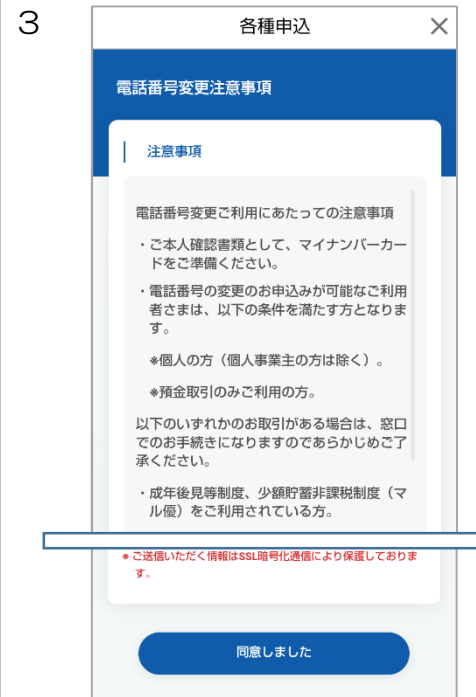 3
各種申込
電話番号変更注意事項
注意事項
電話番号変更ご利用にあたっての注意事項
・ご本人確認書類として、マイナンバーカー
ドをご準備ください。
・電話番号の変更のお申込みが可能なご利用
者さまは、以下の条件を満たす方となりま
す。
※個人の方（個人事業主の方は除く）。
※預金取引のみご利用の方。
以下のいずれかのお取引がある場合は、窓口
でのお手続きになりますのであらかじめご了
承ください。
・成年後見等制度、少額貯蓄非課税制度（マ
ル優）をご利用されている方。
※ご送信いただく情報はSSL暗号化通信により保護しておりま
す。
同意しました